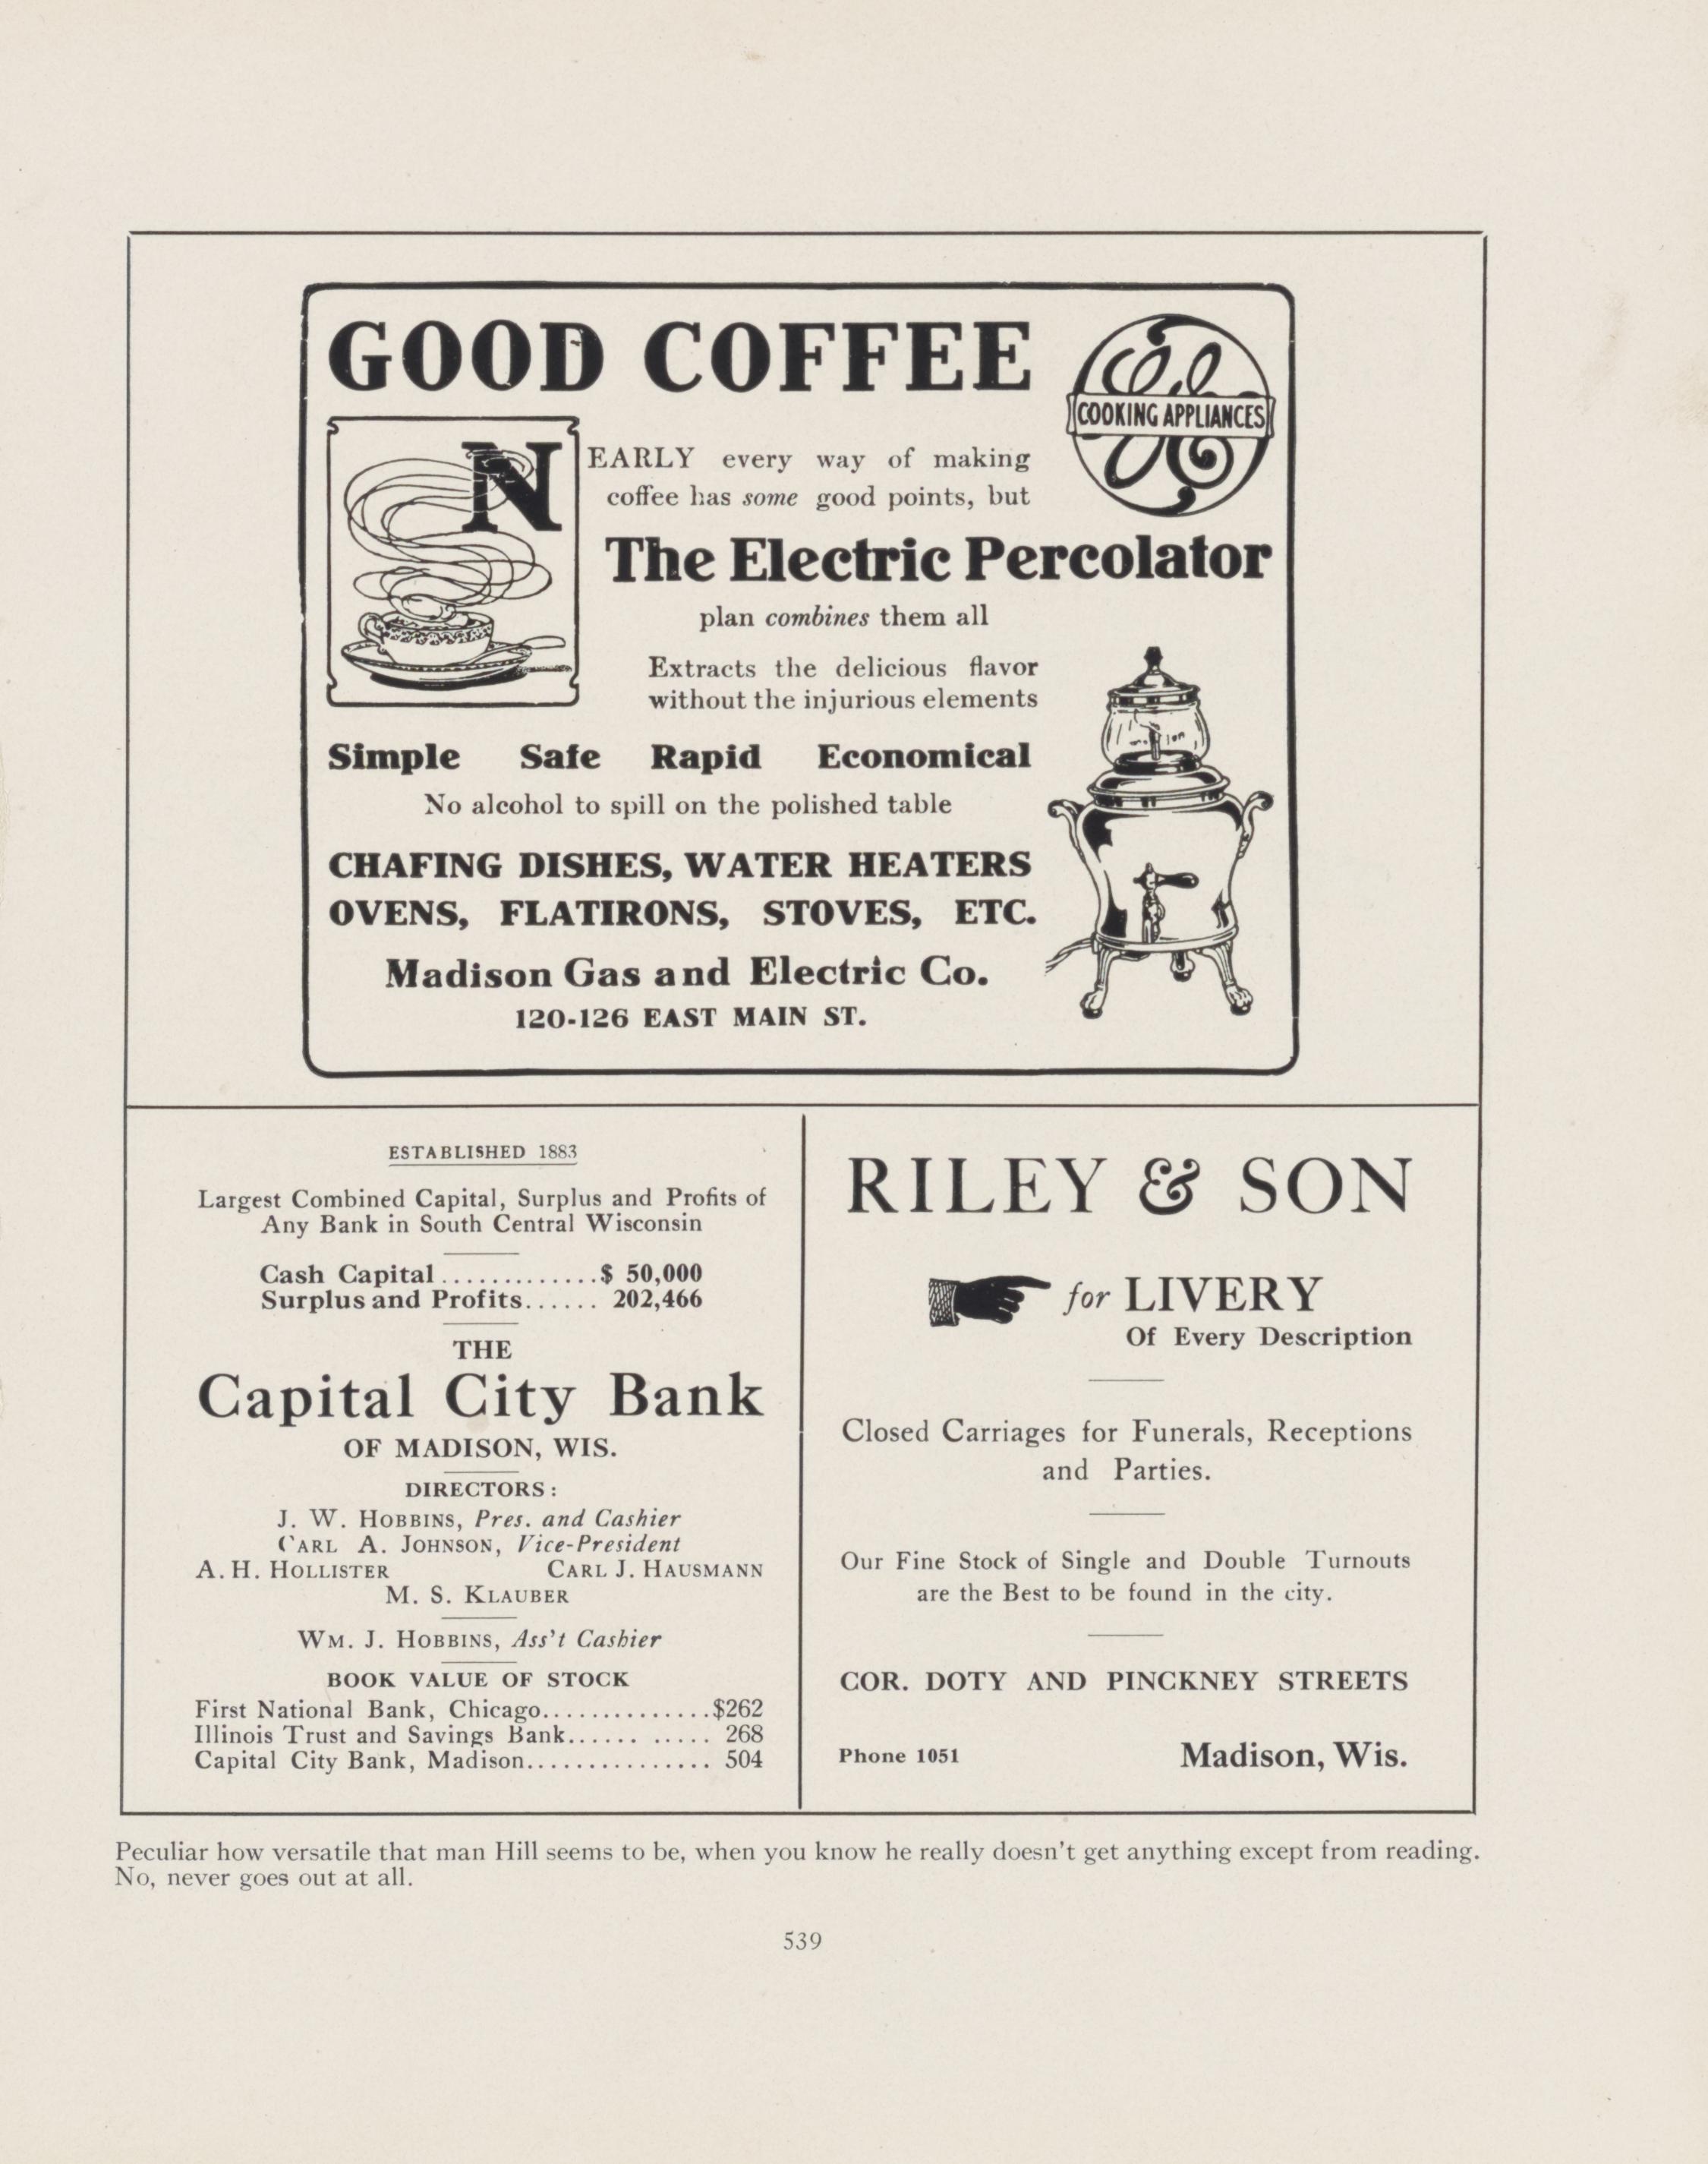 GOOD COFFEE
COOKING APPLIANCES
NEARLY every way of making
coffee has some good points, but
The Electric Percolator
plan combines them all
Extracts the delicious flavor
without the injurious elements
Simple Safe Rapid Economical
No alcohol to spill on the polished table
CHAFING DISHES, WATER HEATERS
OVENS, FLATIRONS, STOVES, ETC.
Madison Gas and Electric Co.
120-126 EAST MAIN ST.
ESTABLISHED 1883
Largest Combined Capital, Surplus and Profits of
Any Bank in South Central Wisconsin
Cash Capital.............$ 50,000
Surplus and Profits...... 202,466
THE
Capital City Bank
OF MADISON, WIS.
DIRECTORS:
J. W. HOBBINS, Pres. and Cashier
CARL A. JOHNSON, Vice-President
A. H. HOLLISTER CARL J. HAUSMANN
M. S. KLAUBER
WM. J. HOBBINS, Ass't Cashier
BOOK VALUE OF STOCK
First National Bank, Chicago..............$262
Illinois Trust and Savings Bank...... ..... 268
Capital City Bank, Madison............... 504
RILEY & SON
for LIVERY
Of Every Description
Closed Carriages for Funerals, Receptions
and Parties.
Our Fine Stock of Single and Double Turnouts
are the Best to be found in the city.
COR. DOTY AND PINCKNEY STREETS
Phone 1051 Madison, Wis.
Peculiar how versatile that man Hill seems to be, when you know he really doesn't get anything except from reading.
No, never goes out at all.
539